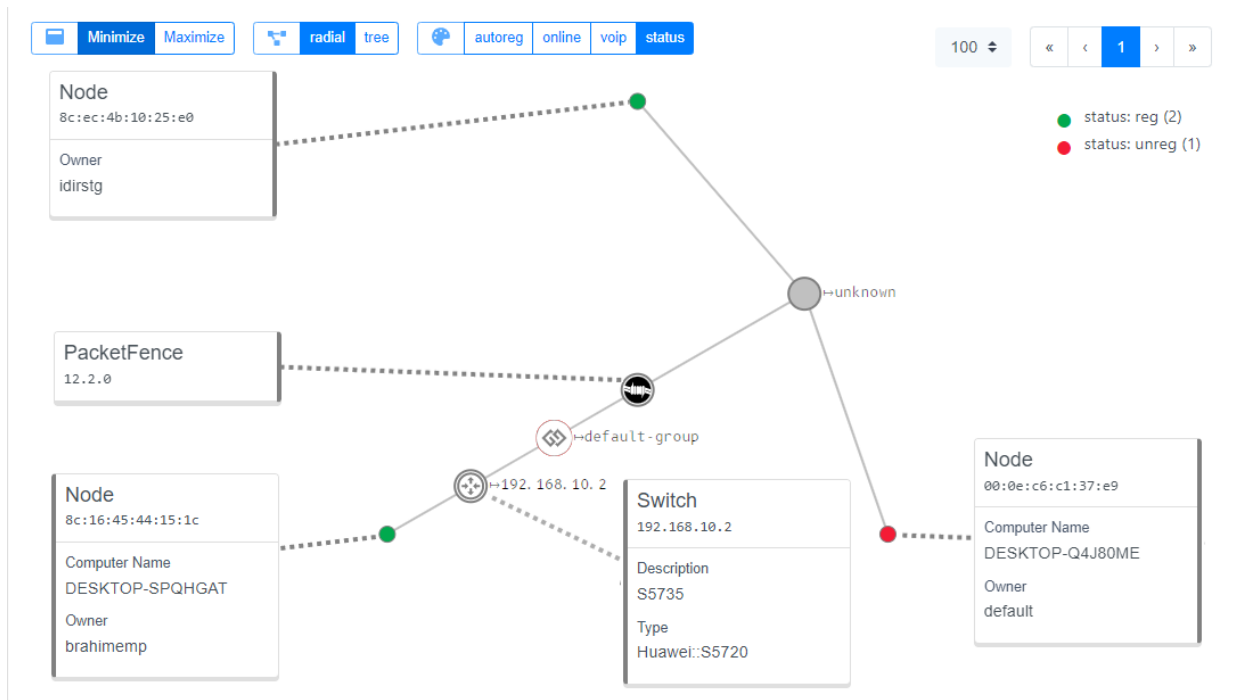 Minimize Maximize radial tree autoreg online voip status
100 « ‹ 1 › »
Node
8c:ec:4b:10:25:e0
Owner
idirstg
status: reg (2)
status: unreg (1)
↦unknown
PacketFence
12.2.0
↦default-group
↦192.168.10.2
Node
8c:16:45:44:15:1c
Computer Name
DESKTOP-SPQHGAT
Owner
brahimemp
Switch
192.168.10.2
Description
S5735
Type
Huawei::S5720
Node
00:0e:c6:c1:37:e9
Computer Name
DESKTOP-Q4J80ME
Owner
default